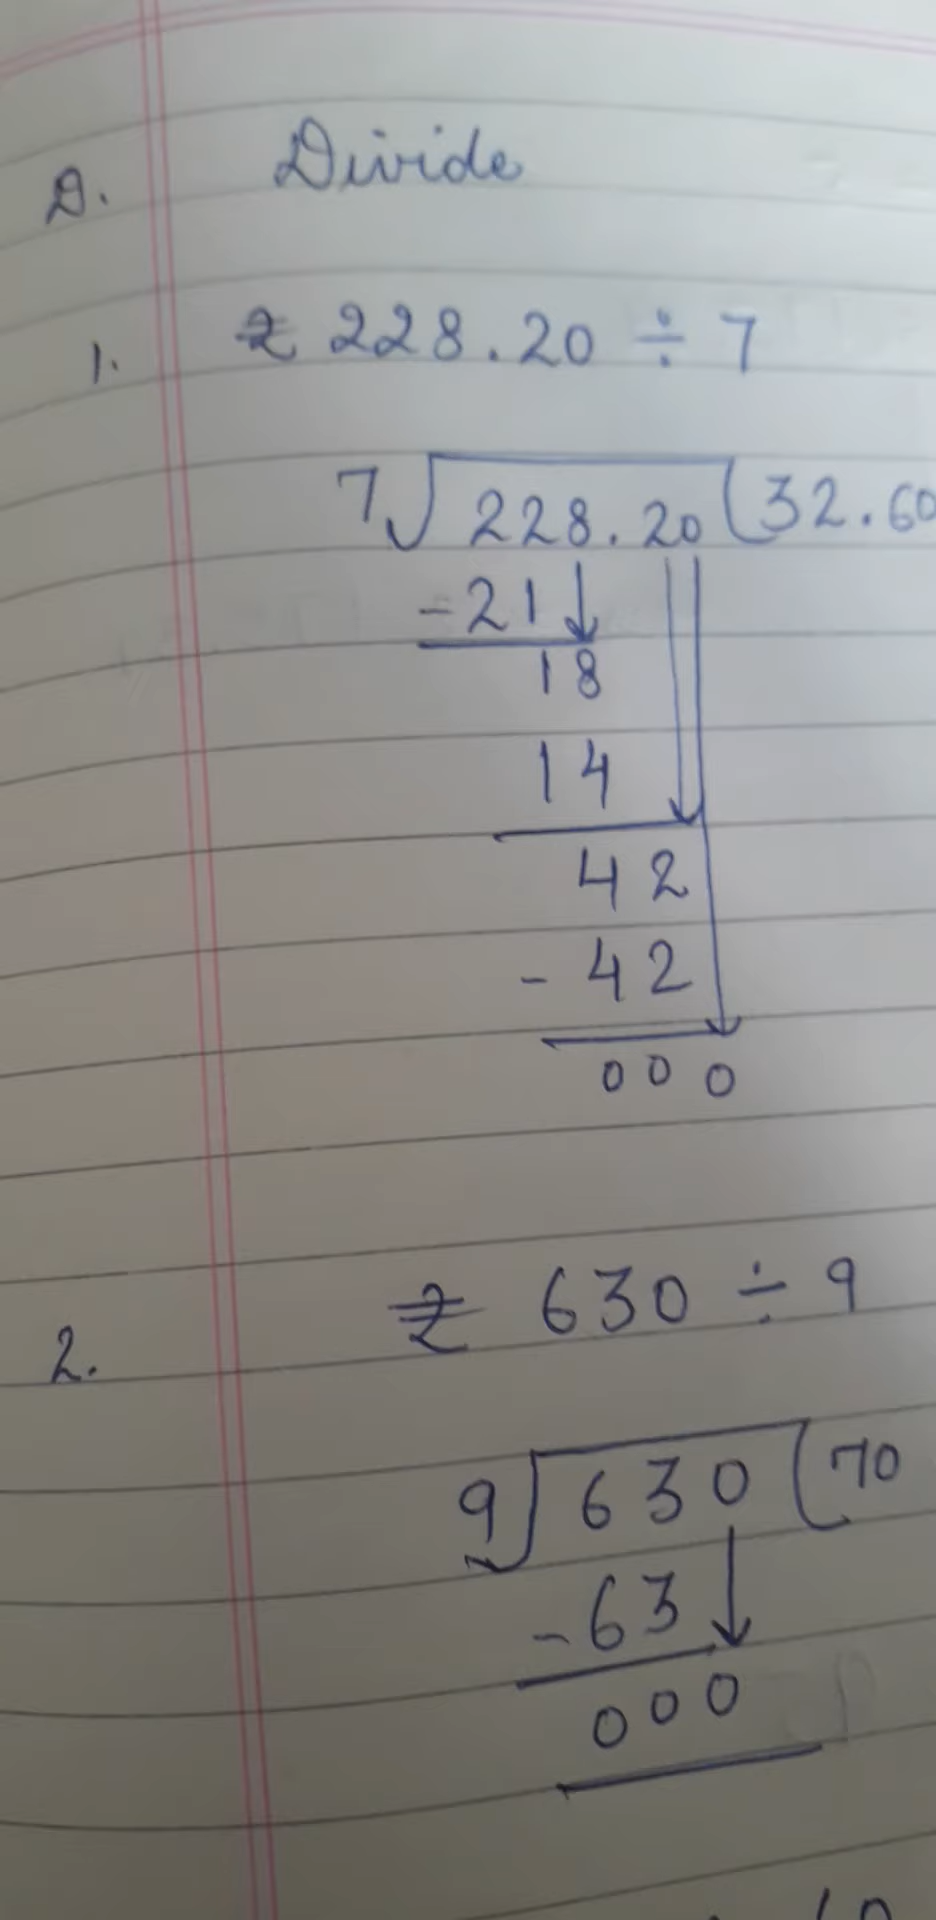 D. Divide
1. ₹ 228.20 ÷ 7
7 228.20 32.60
-21
18
14
42
- 42
000
2. ₹ 630 ÷ 9
9 630 70
-63
000